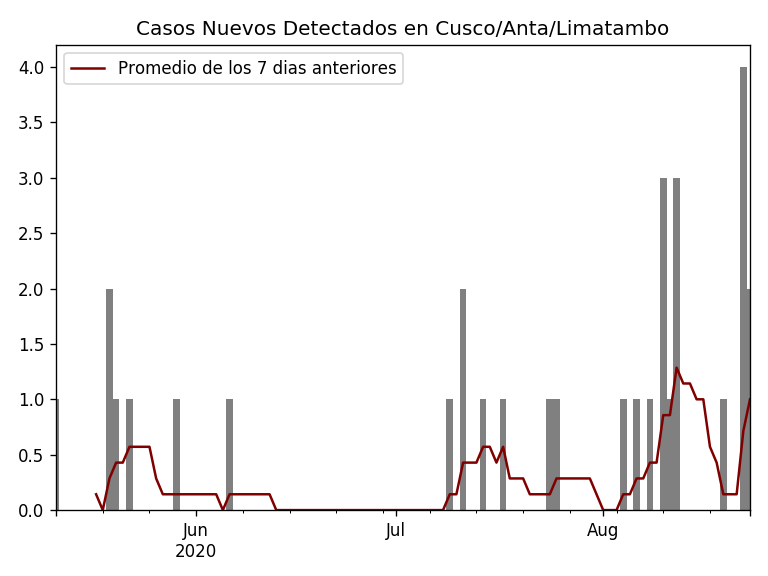 Casos Nuevos Detectados en Cusco/Anta/Limatambo
Promedio de los 7 dias anteriores
4.0
3.5
3.0
2.5
2.0
1.5
1.0
0.5
0.0
Jun
2020
Jul
Aug